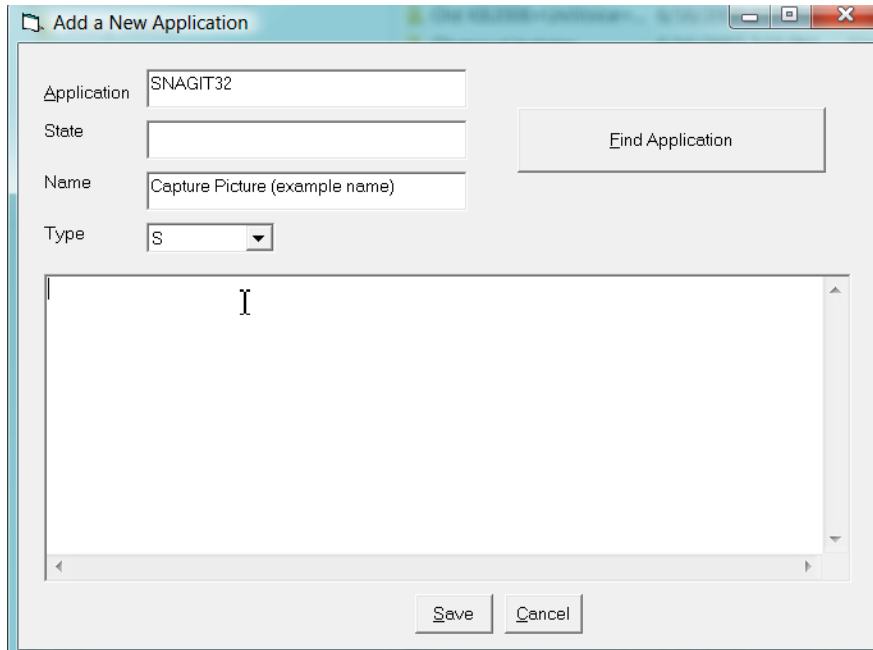 Add a New Application
Application SNAGIT32
State
Find Application
Name Capture Picture (example name)
Type S
Save Cancel